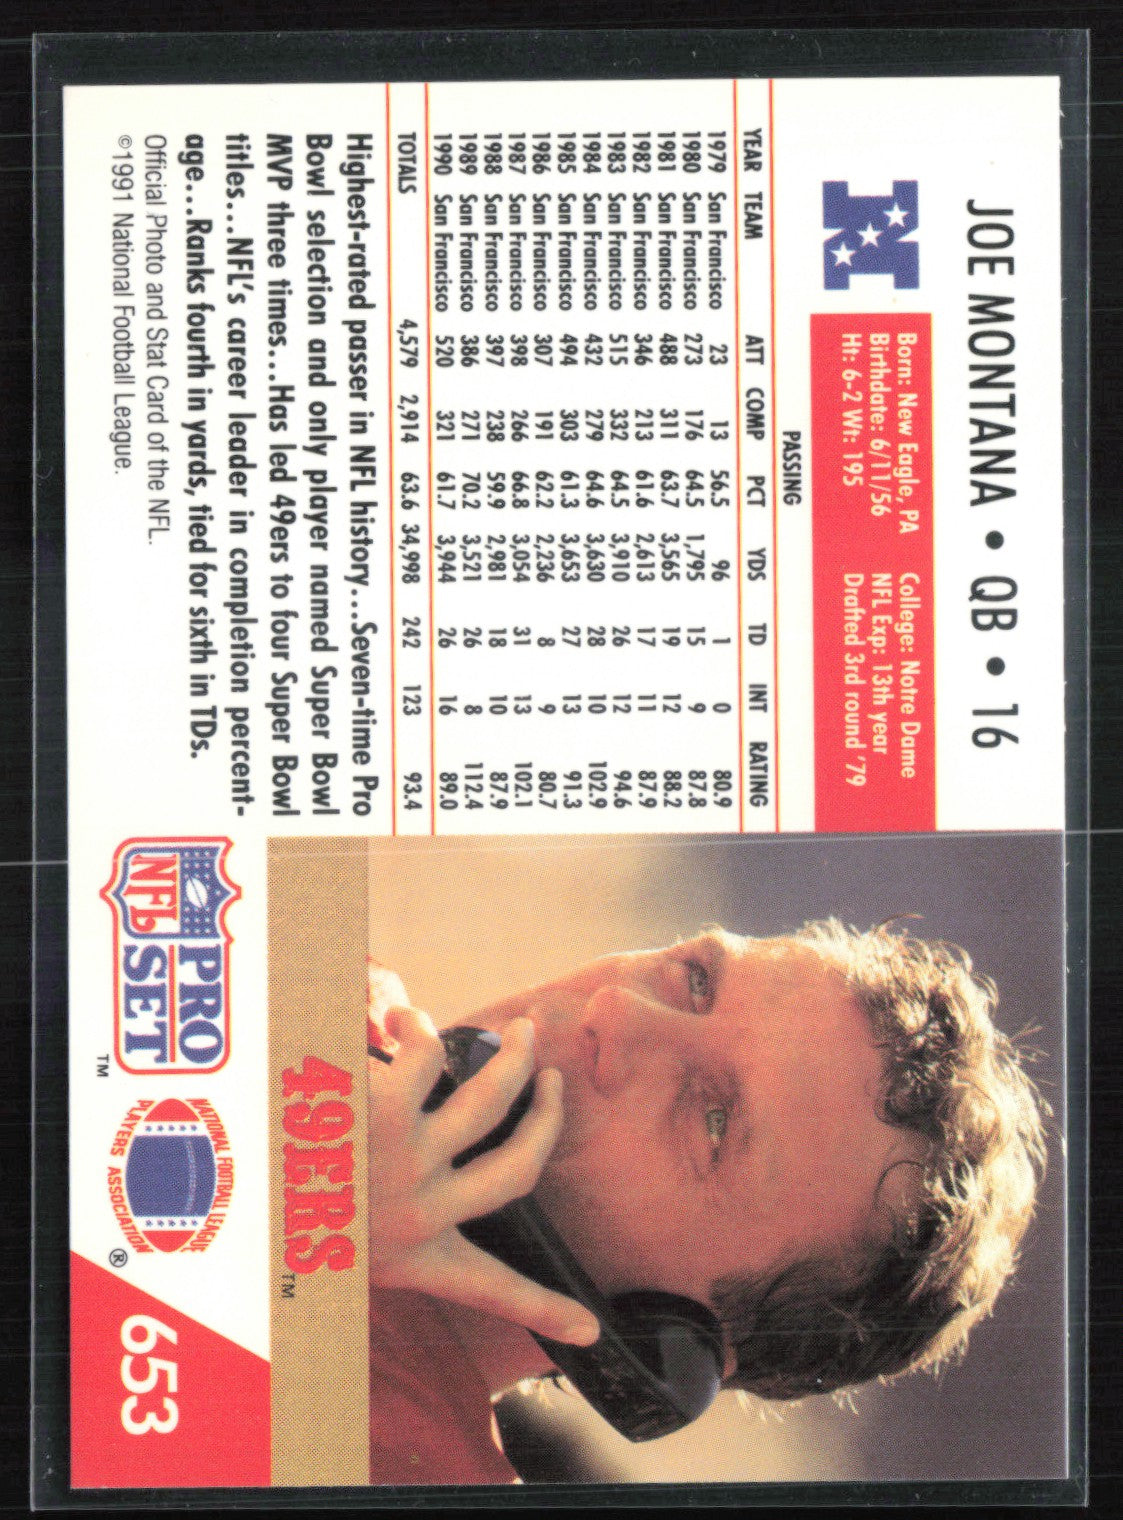 JOE MONTANA • QB • 16
N
Born: New Eagle, PA College: Notre Dame
Birthdate: 6/11/56 NFL Exp: 13th year
Ht: 6-2 Wt: 195 Drafted 3rd round '79
PASSING
YEAR TEAM ATT COMP PCT YDS TD INT RATING
1979 San Francisco 23 13 56.5 96 1 0 80.9
1980 San Francisco 273 176 64.5 1,795 15 9 87.8
1981 San Francisco 488 311 63.7 3,565 19 12 88.2
1982 San Francisco 346 213 61.6 2,613 17 11 87.9
1983 San Francisco 515 332 64.5 3,910 26 12 94.6
1984 San Francisco 432 279 64.6 3,630 28 10 102.9
1985 San Francisco 494 303 61.3 3,653 27 13 91.3
1986 San Francisco 307 191 62.2 2,236 8 9 80.7
1987 San Francisco 398 266 66.8 3,054 31 13 102.1
1988 San Francisco 397 238 59.9 2,981 18 10 87.9
1989 San Francisco 386 271 70.2 3,521 26 8 112.4
1990 San Francisco 520 321 61.7 3,944 26 16 89.0
TOTALS 4,579 2,914 63.6 34,998 242 123 93.4
Highest-rated passer in NFL history...Seven-time Pro
Bowl selection and only player named Super Bowl
MVP three times...Has led 49ers to four Super Bowl
titles...NFL's career leader in completion percent-
age...Ranks fourth in yards, tied for sixth in TDs.
Official Photo and Stat Card of the NFL.
©1991 National Football League.
49ERS™
NFL PRO SET™
NATIONAL FOOTBALL LEAGUE
PLAYERS ASSOCIATION®
653